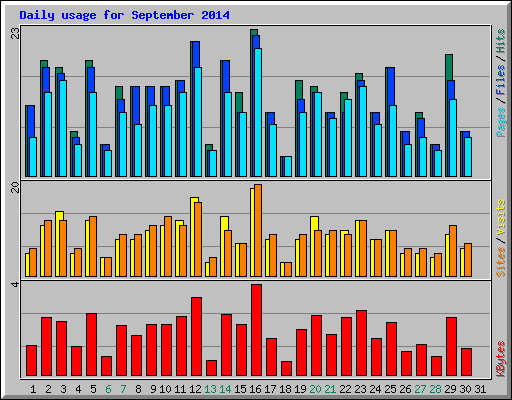 Daily usage for September 2014
23
Pages / Files / Hits
20
Sites / Visits
4
KBytes
1 2 3 4 5 6 7 8 9 10 11 12 13 14 15 16 17 18 19 20 21 22 23 24 25 26 27 28 29 30 31